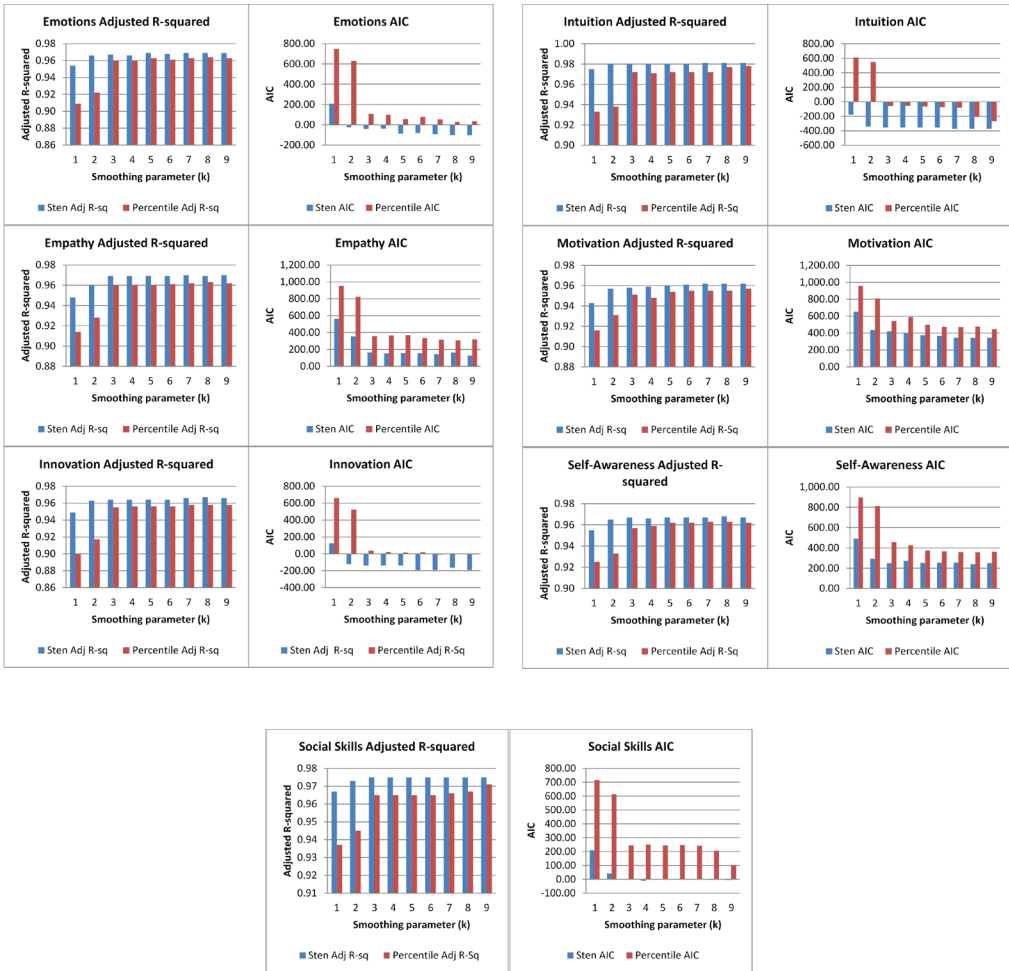 Emotions Adjusted R-squared
Adjusted R-squared
0.98
0.96
0.90
0.88
0.86
1 2 3 4 5 6 7 8 9
Smoothing parameter (k)
Sten Adj R-sq Percentile Adj R-Sq
Emotions AIC
AIC
800.00
600.00
400.00
200.00
0.00
-200.00
1 2 3 4 5 6 7 8 9
Smoothing parameter (k)
Sten AIC Percentile AIC
Intuition Adjusted R-squared
Adjusted R-squared
1.00
0.98
0.96
0.94
0.92
0.90
1 2 3 4 5 6 7 8 9
Smoothing parameter (k)
Sten Adj R-sq Percentile Adj R-Sq
Intuition AIC
AIC
800.00
600.00
400.00
200.00
0.00
-200.00
-400.00
-600.00
1 2 3 4 5 6 7 8 9
Smoothing parameter (k)
Sten AIC Percentile AIC
Empathy Adjusted R-squared
Adjusted R-squared
0.98
0.96
0.92
0.90
0.88
1 2 3 4 5 6 7 8 9
Smoothing parameter (k)
Sten Adj R-sq Percentile Adj R-sq
Empathy AIC
AIC
1,200.00
1,000.00
800.00
600.00
400.00
200.00
0.00
1 2 3 4 5 6 7 8 9
Smoothing parameter (k)
Sten AIC Percentile AIC
Motivation Adjusted R-squared
Adjusted R-squared
0.98
0.96
0.94
0.92
0.90
0.88
1 2 3 4 5 6 7 8 9
Smoothing parameter (k)
Sten Adj R-sq Percentile Adj R-Sq
Motivation AIC
AIC
1,200.00
1,000.00
800.00
600.00
400.00
200.00
0.00
1 2 3 4 5 6 7 8 9
Smoothing parameter (k)
Sten AIC Percentile AIC
Innovation Adjusted R-squared
Adjusted R-squared
0.98
0.96
0.94
0.90
0.88
0.86
1 2 3 4 5 6 7 8 9
Smoothing parameter (k)
Sten Adj R-sq Percentile Adj R-Sq
Innovation AIC
AIC
800.00
600.00
400.00
200.00
0.00
-200.00
-400.00
1 2 3 4 5 6 7 8 9
Smoothing parameter (k)
Sten Adj R-sq Percentile Adj R-Sq
Self-Awareness Adjusted R-
squared
Adjusted R-squared
0.98
0.96
0.94
0.92
0.90
1 2 3 4 5 6 7 8 9
Smoothing parameter (k)
Sten Adj R-sq Percentile Adj R-Sq
Self-Awareness AIC
AIC
1,000.00
800.00
600.00
400.00
200.00
0.00
1 2 3 4 5 6 7 8 9
Smoothing parameter (k)
Sten AIC Percentile AIC
Social Skills Adjusted R-squared
Adjusted R-squared
0.98
0.97
0.94
0.93
0.92
0.91
1 2 3 4 5 6 7 8 9
Smoothing parameter (k)
Sten Adj R-sq Percentile Adj R-Sq
Social Skills AIC
AIC
800.00
700.00
600.00
500.00
400.00
300.00
200.00
100.00
0.00
-100.00
1 2 3 4 5 6 7 8 9
Smoothing parameter (k)
Sten AIC Percentile AIC